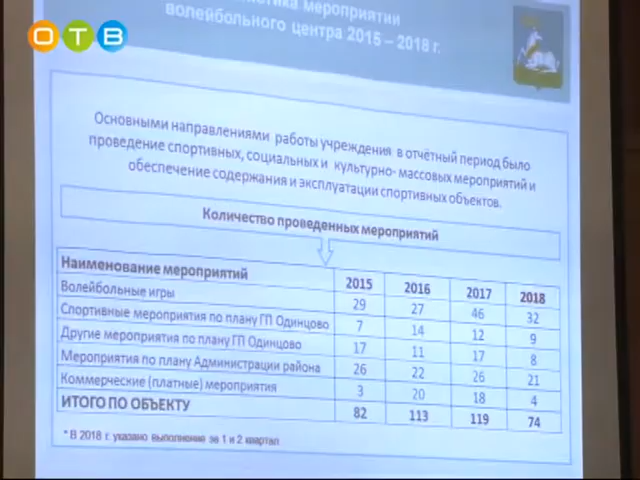 ОТВ
мероприятий
волейбольного центра 2015 – 2018 г.
Основными направлениями работы учреждения в отчётный период было
проведение спортивных, социальных и культурно- массовых мероприятий и
обеспечение содержания и эксплуатации спортивных объектов.
Количество проведенных мероприятий
Наименование мероприятий 2015 2016 2017 2018
Волейбольные игры 29 27 46 32
Спортивные мероприятия по плану ГП Одинцово 7 14 12 9
Другие мероприятия по плану ГП Одинцово 17 11 17 8
Мероприятия по плану Администрации района 26 22 26 21
Коммерческие (платные) мероприятия 3 20 18 4
ИТОГО ПО ОБЪЕКТУ 82 113 119 74
* В 2018 г. указано выполнение за 1 и 2 квартал